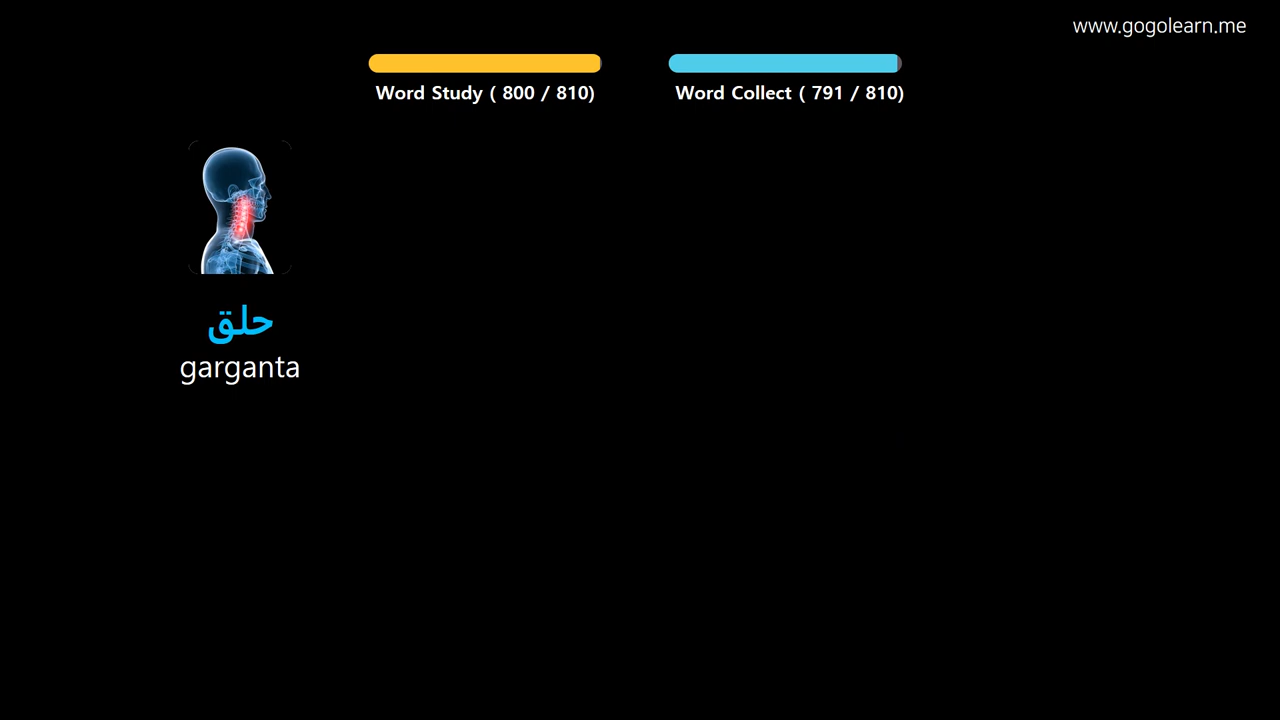 www.gogolearn.me
Word Study ( 800 / 810)
Word Collect ( 791 / 810)
حلق
garganta